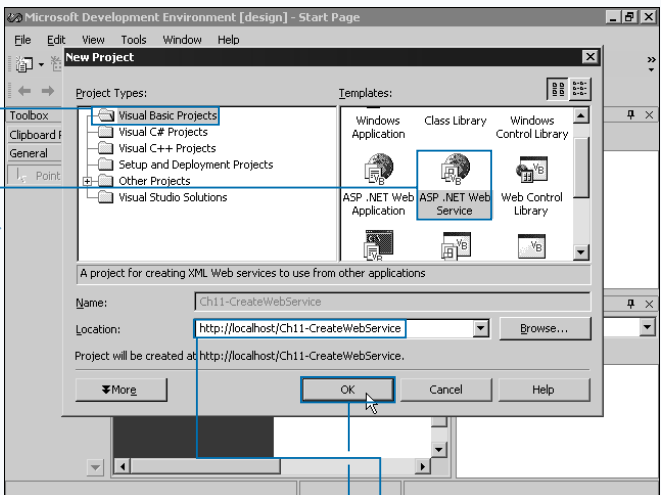 Microsoft Development Environment [design] - Start Page
File Edit View Tools Window Help
New Project
Project Types:
Templates:
Visual Basic Projects
Visual C# Projects
Visual C++ Projects
Setup and Deployment Projects
Other Projects
Visual Studio Solutions
Windows Application
Class Library
Windows Control Library
ASP .NET Web Application
ASP .NET Web Service
Web Control Library
A project for creating XML Web services to use from other applications
Name:
Ch11-CreateWebService
Location:
http://localhost/Ch11-CreateWebService
Browse...
Project will be created at http://localhost/Ch11-CreateWebService.
More
OK
Cancel
Help
Toolbox
Clipboard
General
Point